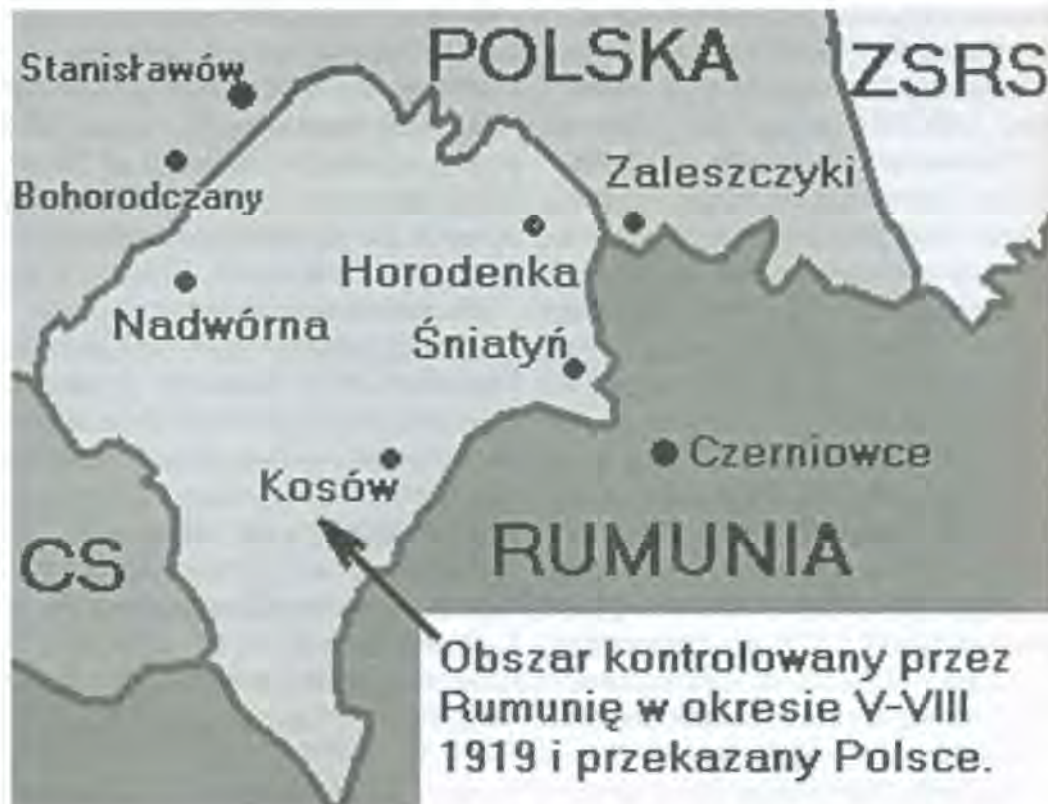 POLSKA
ZSRS
Stanisławów
Bohorodczany
Zaleszczyki
Horodenka
Nadwórna
Śniatyń
Czerniowce
Kosów
CS
RUMUNIA
Obszar kontrolowany przez
Rumunię w okresie V-VIII
1919 i przekazany Polsce.